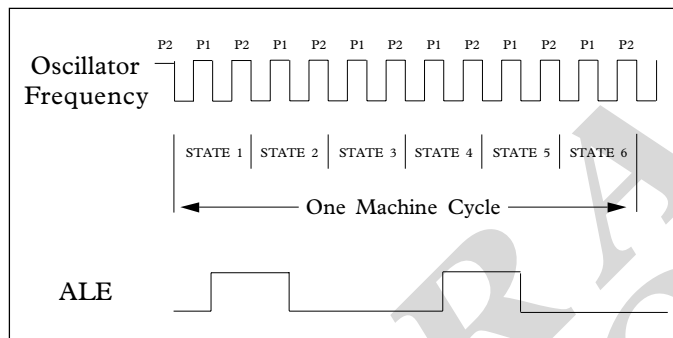 P2 P1 P2 P1 P2 P1 P2 P1 P2 P1 P2 P1 P2
Oscillator
Frequency
STATE 1 STATE 2 STATE 3 STATE 4 STATE 5 STATE 6
One Machine Cycle
ALE